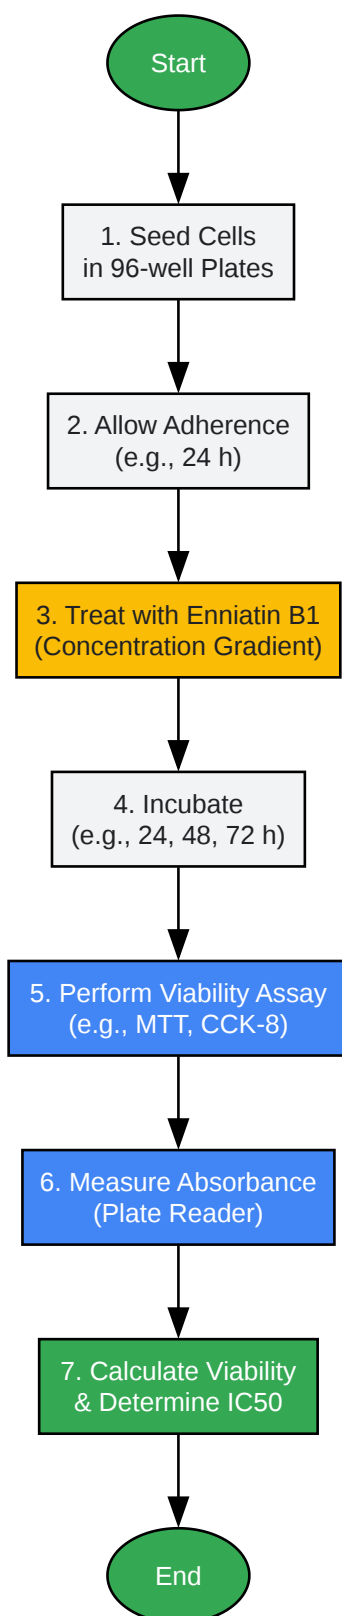 Start
1. Seed Cells
in 96-well Plates
2. Allow Adherence
(e.g., 24 h)
3. Treat with Enniatin B1
(Concentration Gradient)
4. Incubate
(e.g., 24, 48, 72 h)
5. Perform Viability Assay
(e.g., MTT, CCK-8)
6. Measure Absorbance
(Plate Reader)
7. Calculate Viability
& Determine IC50
End